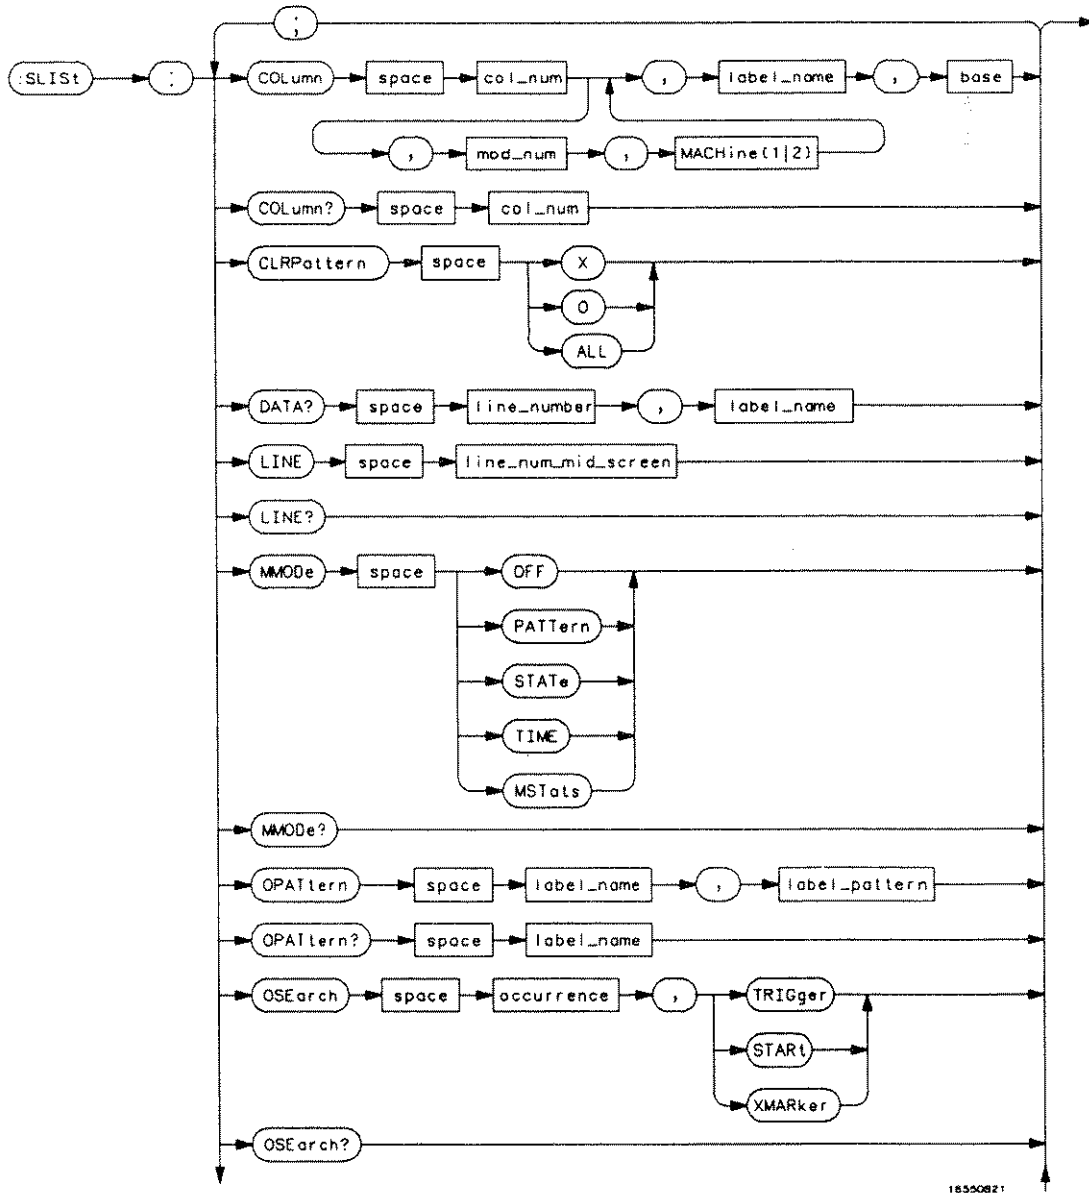 ;
:SLISt : COLumn space col_num , label_name , base
, mod_num , MACHine(1|2)
COLumn? space col_num
CLRPattern space X
O
ALL
DATA? space line_number , label_name
LINE space line_num_mid_screen
LINE?
MMODe space OFF
PATTern
STATe
TIME
MSTats
MMODe?
OPATtern space label_name , label_pattern
OPATtern? space label_name
OSEarch space occurrence , TRIGger
STARt
XMARker
OSEarch?
16550821